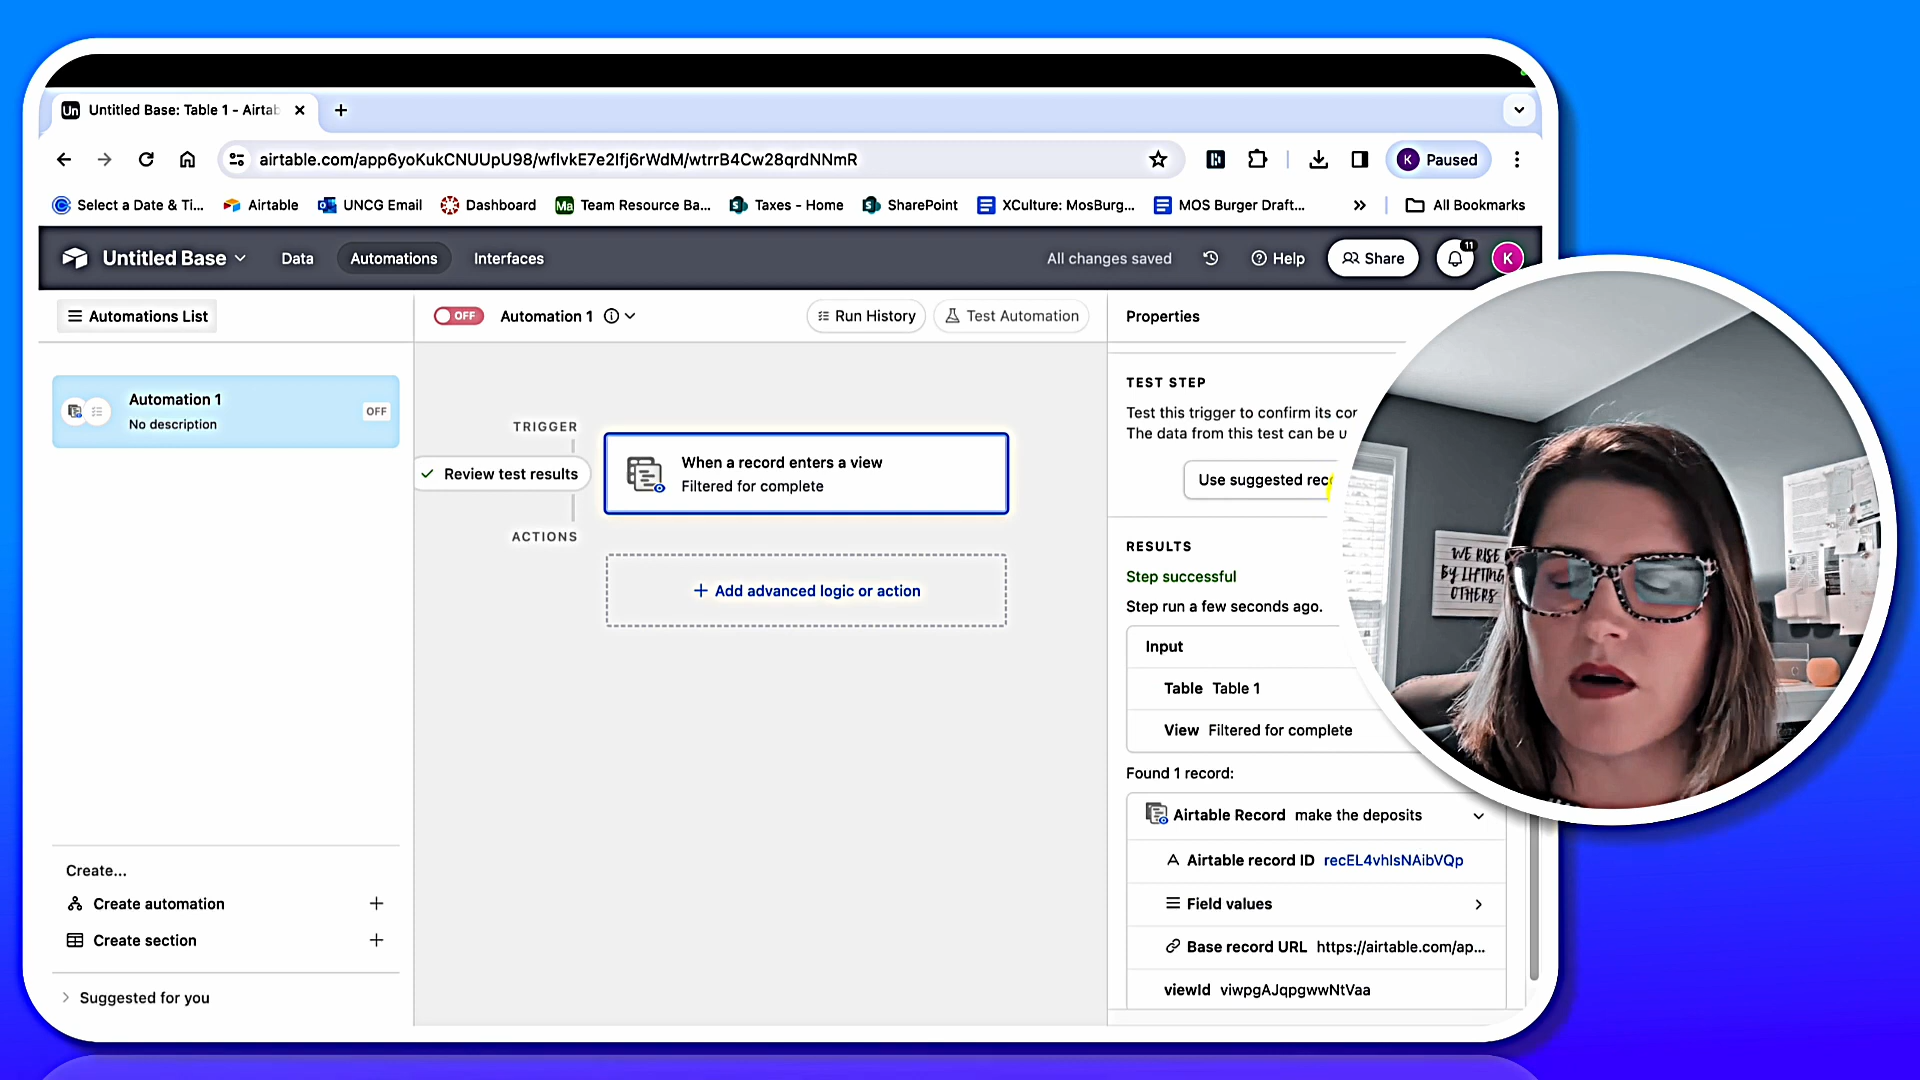 Un Untitled Base: Table 1 - Airtab
airtable.com/app6yoKukCNUUpU98/wflvkE7e2lfj6rWdM/wtrrB4Cw28qrdNNmR
K Paused
Select a Date & Ti... Airtable UNCG Email Dashboard Ma Team Resource Ba... Taxes - Home SharePoint XCulture: MosBurg... MOS Burger Draft... All Bookmarks
Untitled Base Data Automations Interfaces All changes saved Help Share 11 K
Automations List
OFF Automation 1 Run History Test Automation
Properties
Automation 1
No description
OFF
TRIGGER
Review test results
When a record enters a view
Filtered for complete
ACTIONS
+ Add advanced logic or action
TEST STEP
Test this trigger to confirm its cor
The data from this test can be u
Use suggested rec
RESULTS
Step successful
Step run a few seconds ago.
Input
Table Table 1
View Filtered for complete
Found 1 record:
Airtable Record make the deposits
Airtable record ID recEL4vhIsNAibVQp
Field values
Base record URL https://airtable.com/ap...
viewId viwpgAJqpgwwNtVaa
Create...
Create automation
Create section
Suggested for you
WE RISE
BY LIFTING
OTHERS